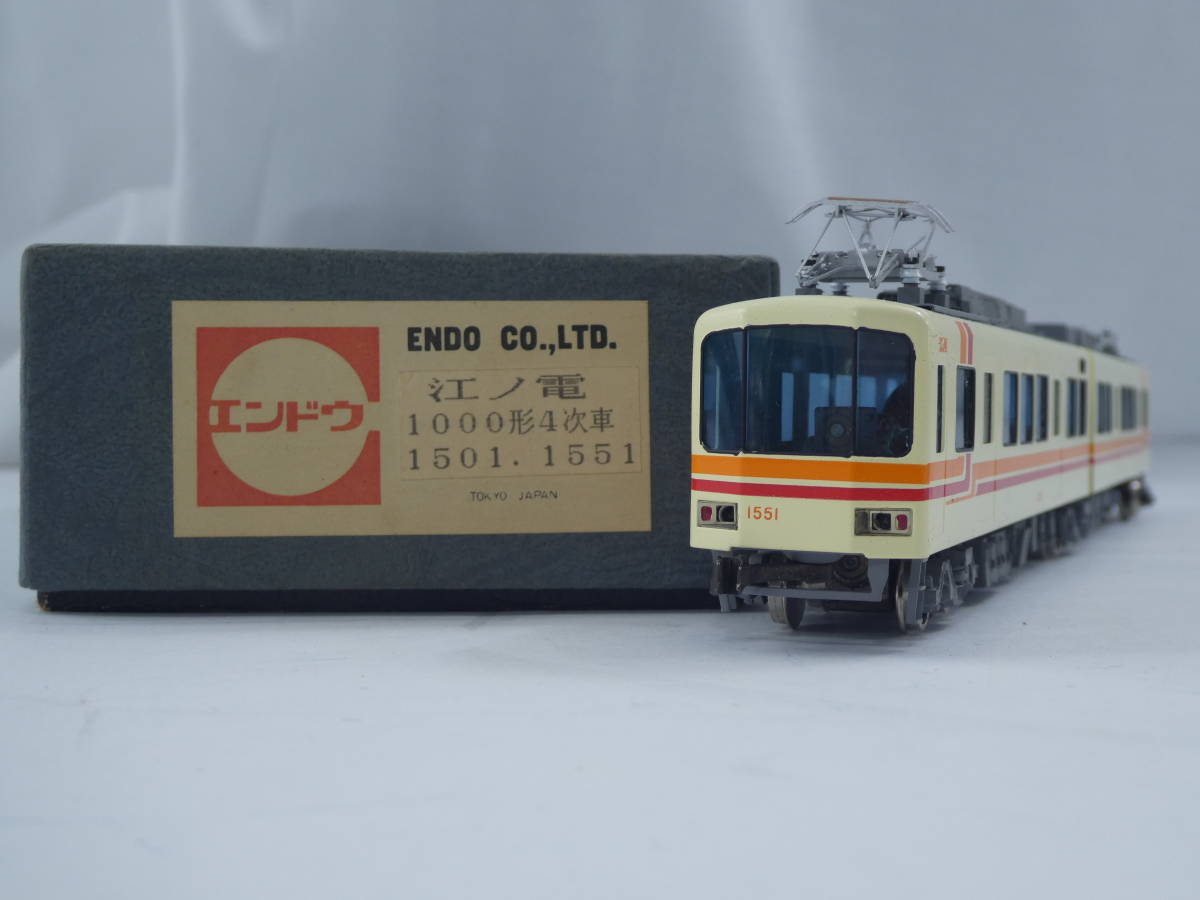 エンドウ
ENDO CO.,LTD.
江ノ電
1000形4次車
1501. 1551
TOKYO JAPAN
1551